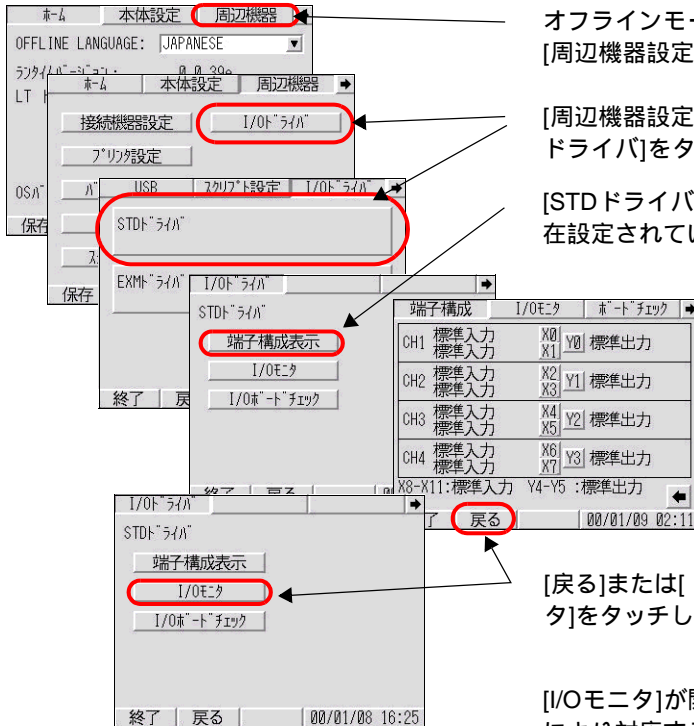 ホーム 本体設定 周辺機器
OFFLINE LANGUAGE: JAPANESE
オフラインモー
[周辺機器設定
ホーム 本体設定 周辺機器
LT
接続機器設定 I/Oドライバ
プリンタ設定
[周辺機器設定
ドライバ]をタ
USB スクリプト設定 I/Oドライバ
STDドライバ
EXMドライバ
保存
保存
[STDドライバ
在設定されてい
I/Oドライバ
STDドライバ
端子構成表示
I/Oモニタ
I/Oボードチェック
終了
端子構成 I/Oモニタ ボードチェック
CH1 標準入力 X0 Y0 標準出力
標準入力 X1
CH2 標準入力 X2 Y1 標準出力
標準入力 X3
CH3 標準入力 X4 Y2 標準出力
標準入力 X5
CH4 標準入力 X6 Y3 標準出力
標準入力 X7
X8-X11:標準入力 Y4-Y5 :標準出力
戻る 00/01/09 02:11
I/Oドライバ
STDドライバ
端子構成表示
I/Oモニタ
I/Oボードチェック
終了 戻る 00/01/08 16:25
[戻る]または[
タ]をタッチし
[I/Oモニタ]が